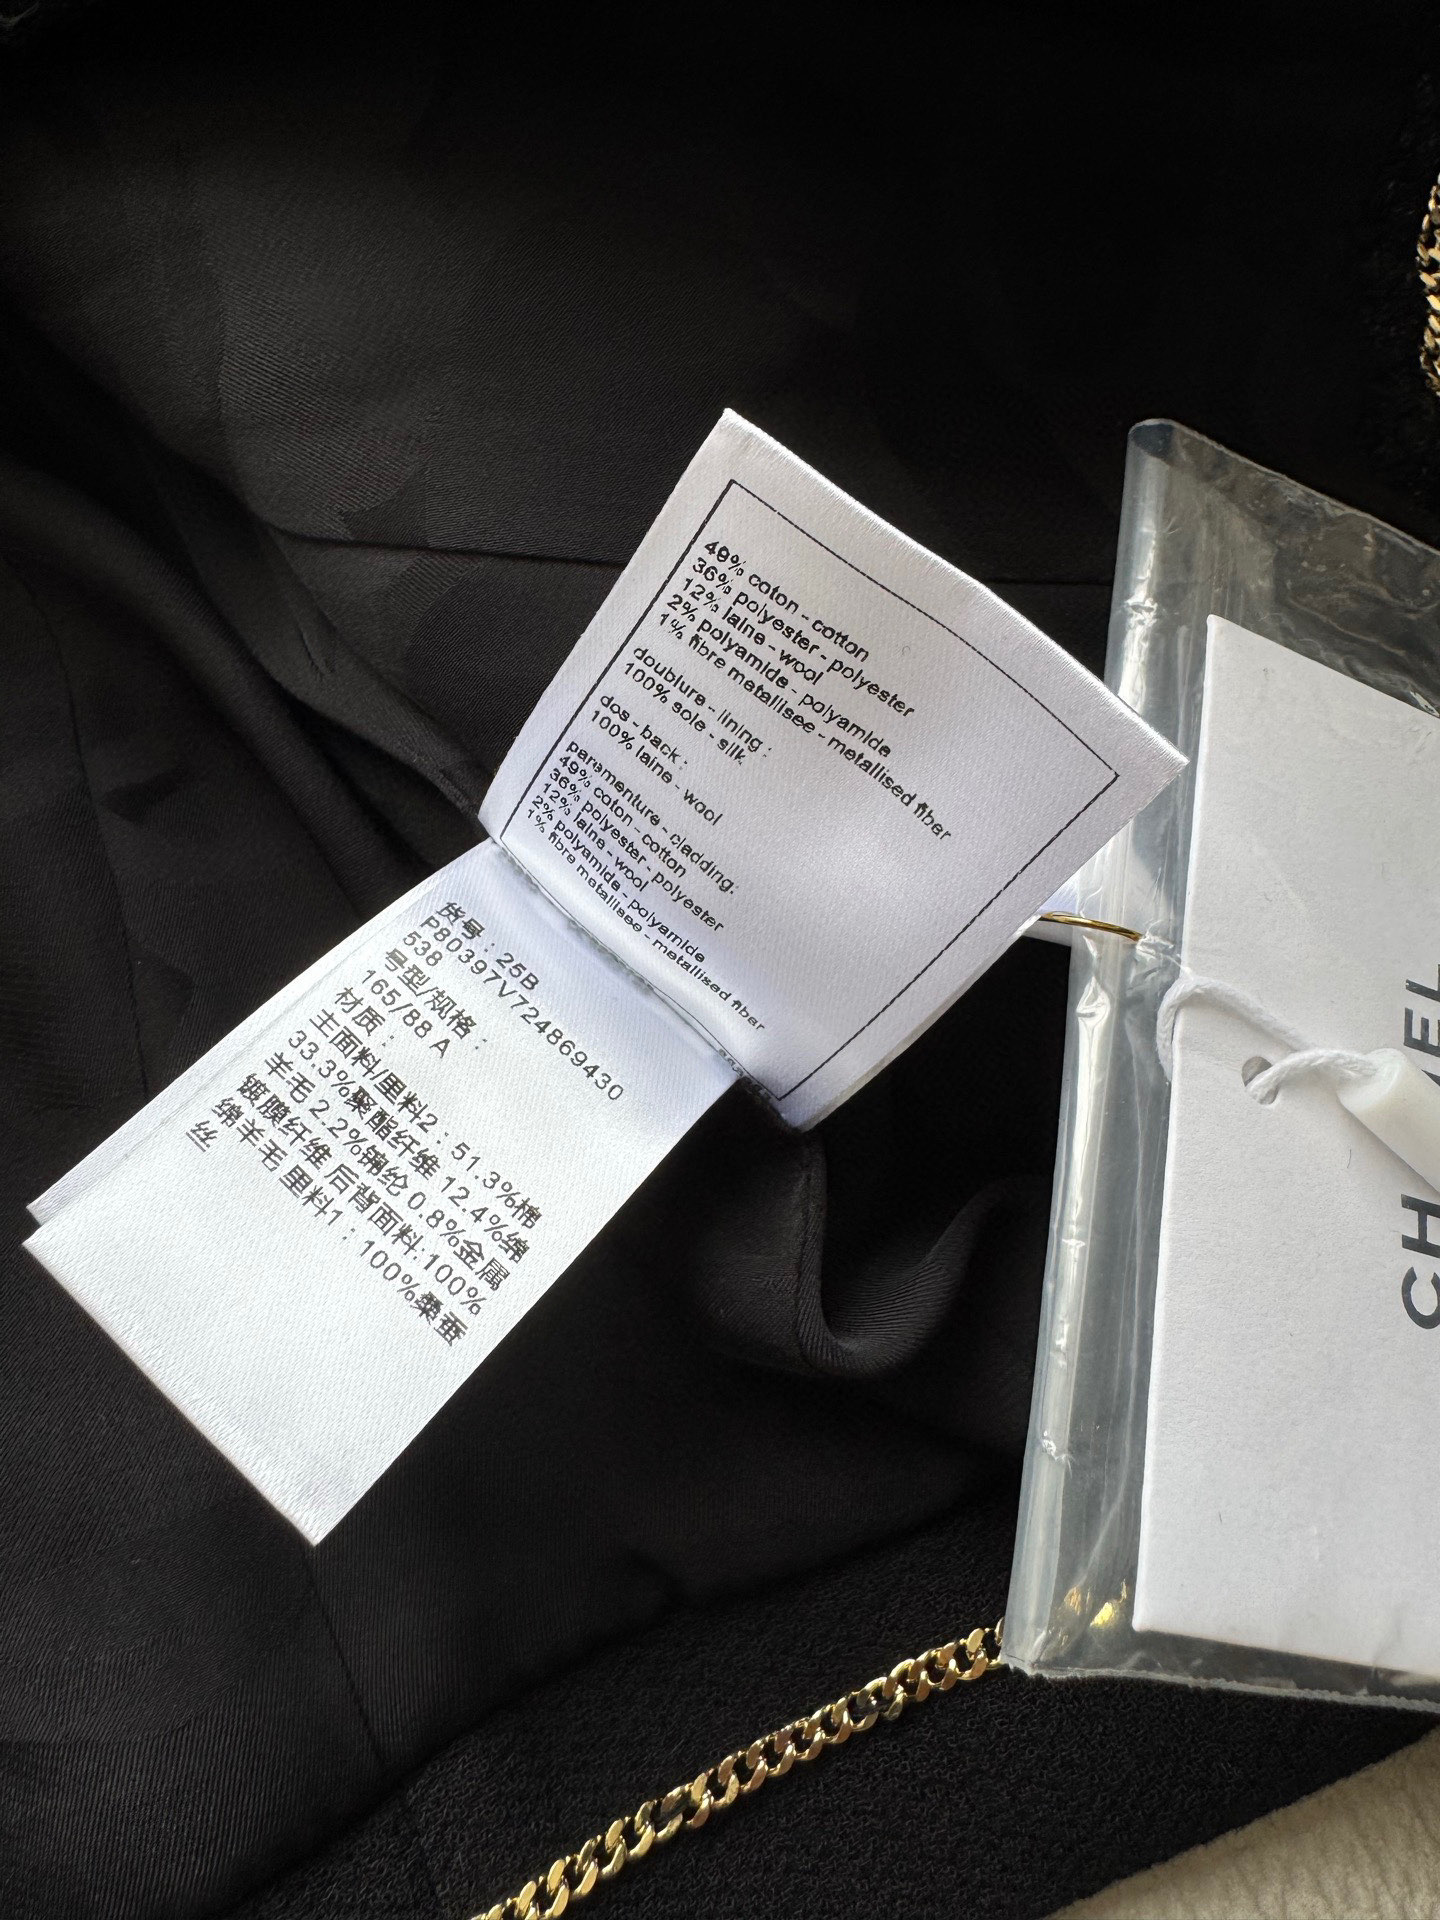 49% coton - cotton
36% polyester - polyester
12% laine - wool
2% polyamide - polyamide
1% fibre metallisee - metallised fiber
doublure - lining :
100% soie - silk
dos - back :
100% laine - wool
parementure - cladding:
49% coton - cotton
36% polyester - polyester
12% laine - wool
2% polyamide - polyamide
1% fibre metallisee - metallised fiber
货号 : 25B
P80397V724869430
538
号型/规格 :
165/88 A
材质 :
主面料/里料2 : 51.3%棉
33.3%聚酯纤维 12.4%绵
羊毛 2.2%锦纶 0.8%金属
镀膜纤维 后背面料:100%
绵羊毛 里料1 : 100%桑蚕
丝
CHANEL